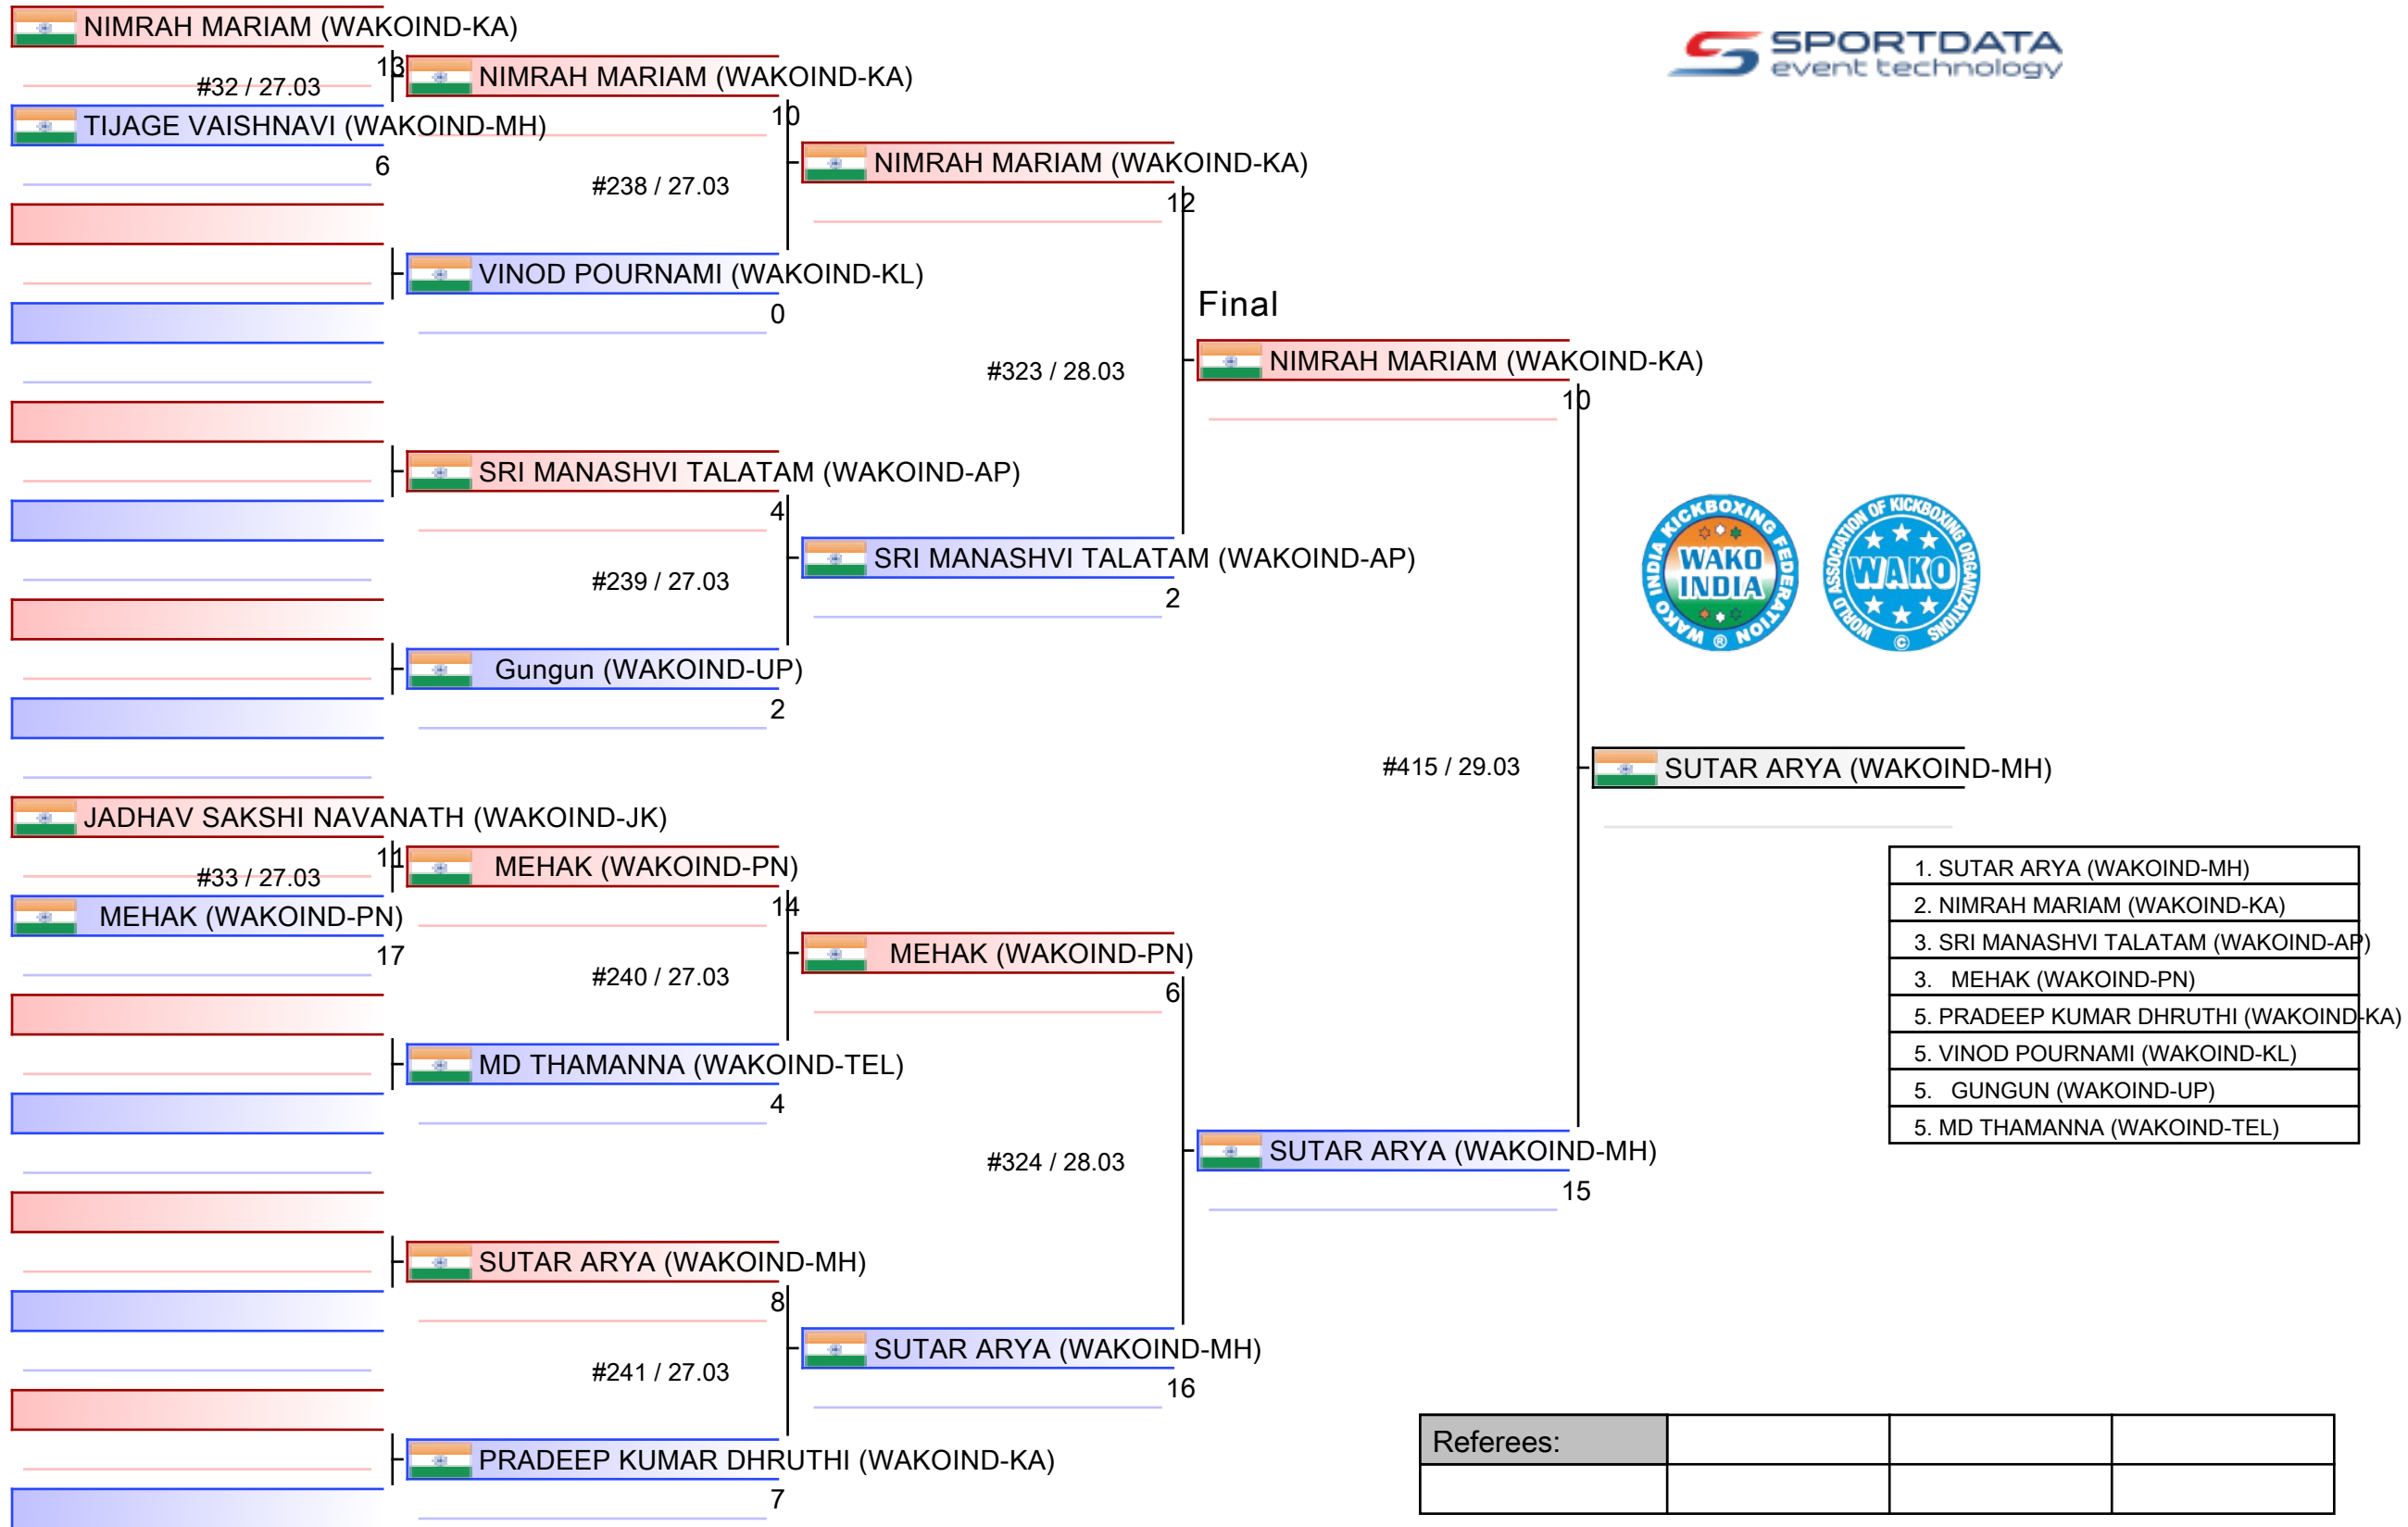 SPORTDATA
event technology
NIMRAH MARIAM (WAKOIND-KA)
13
#32 / 27.03
TIJAGE VAISHNAVI (WAKOIND-MH)
6
JADHAV SAKSHI NAVANATH (WAKOIND-JK)
11
#33 / 27.03
MEHAK (WAKOIND-PN)
17
NIMRAH MARIAM (WAKOIND-KA)
10
#238 / 27.03
VINOD POURNAMI (WAKOIND-KL)
0
SRI MANASHVI TALATAM (WAKOIND-AP)
4
#239 / 27.03
Gungun (WAKOIND-UP)
2
MEHAK (WAKOIND-PN)
14
#240 / 27.03
MD THAMANNA (WAKOIND-TEL)
4
SUTAR ARYA (WAKOIND-MH)
8
#241 / 27.03
PRADEEP KUMAR DHRUTHI (WAKOIND-KA)
7
NIMRAH MARIAM (WAKOIND-KA)
12
#323 / 28.03
SRI MANASHVI TALATAM (WAKOIND-AP)
2
MEHAK (WAKOIND-PN)
6
#324 / 28.03
SUTAR ARYA (WAKOIND-MH)
16
Final
NIMRAH MARIAM (WAKOIND-KA)
10
#415 / 29.03
SUTAR ARYA (WAKOIND-MH)
15
WAKO INDIA KICKBOXING FEDERATION ®
WAKO
INDIA
WORLD ASSOCIATION OF KICKBOXING ORGANIZATIONS ©
WAKO
SUTAR ARYA (WAKOIND-MH)
1. SUTAR ARYA (WAKOIND-MH)
2. NIMRAH MARIAM (WAKOIND-KA)
3. SRI MANASHVI TALATAM (WAKOIND-AP)
3. MEHAK (WAKOIND-PN)
5. PRADEEP KUMAR DHRUTHI (WAKOIND-KA)
5. VINOD POURNAMI (WAKOIND-KL)
5. GUNGUN (WAKOIND-UP)
5. MD THAMANNA (WAKOIND-TEL)
Referees: